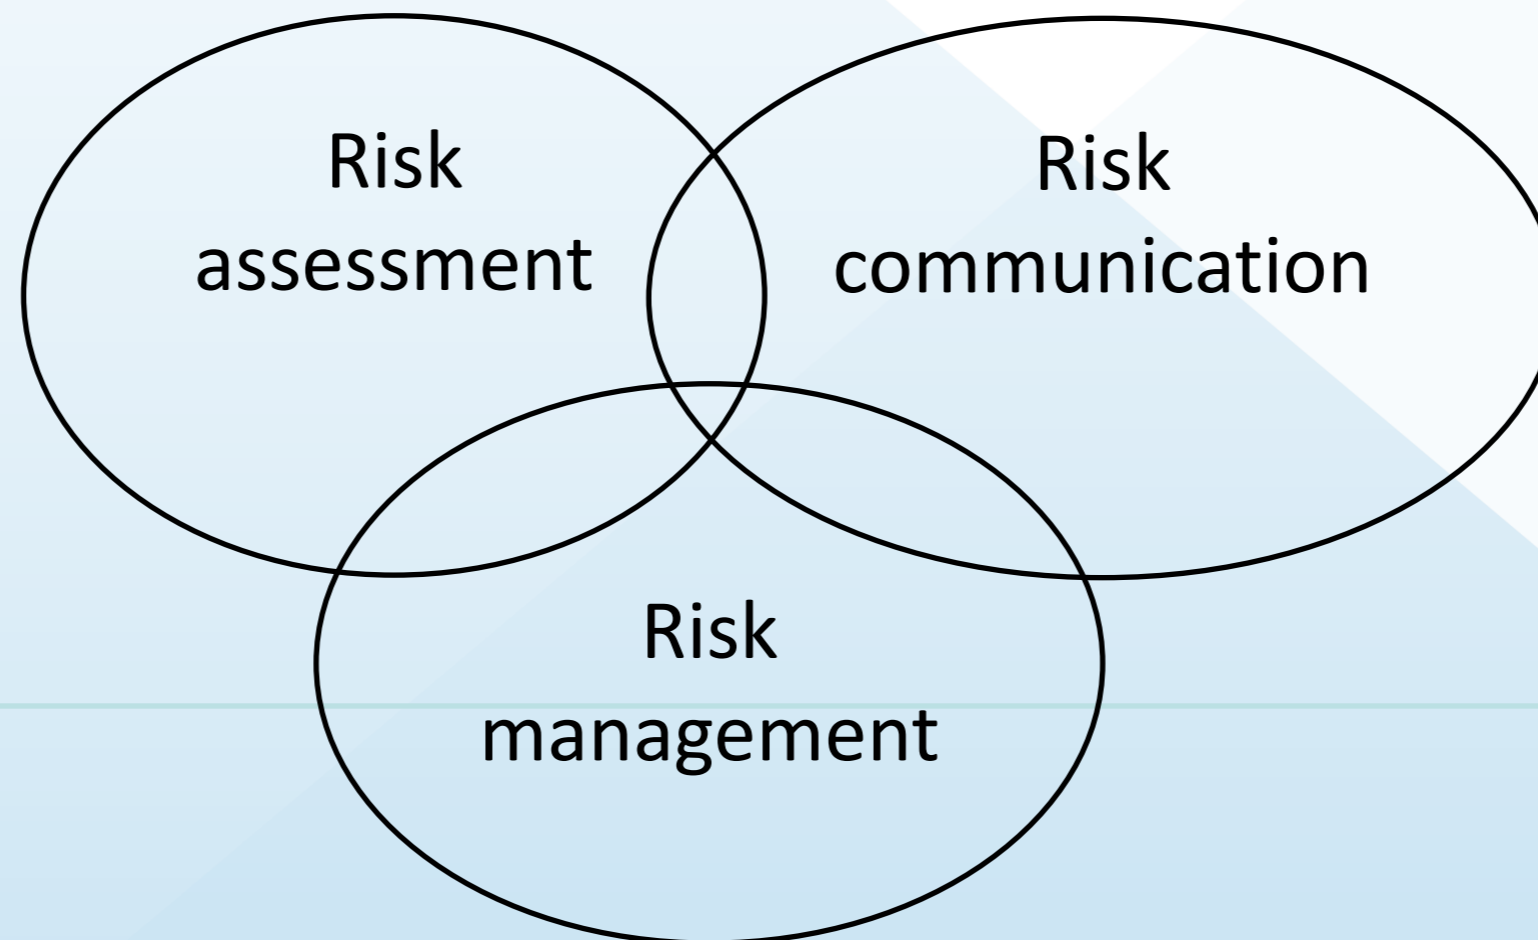 Risk
assessment
Risk
communication
Risk
management